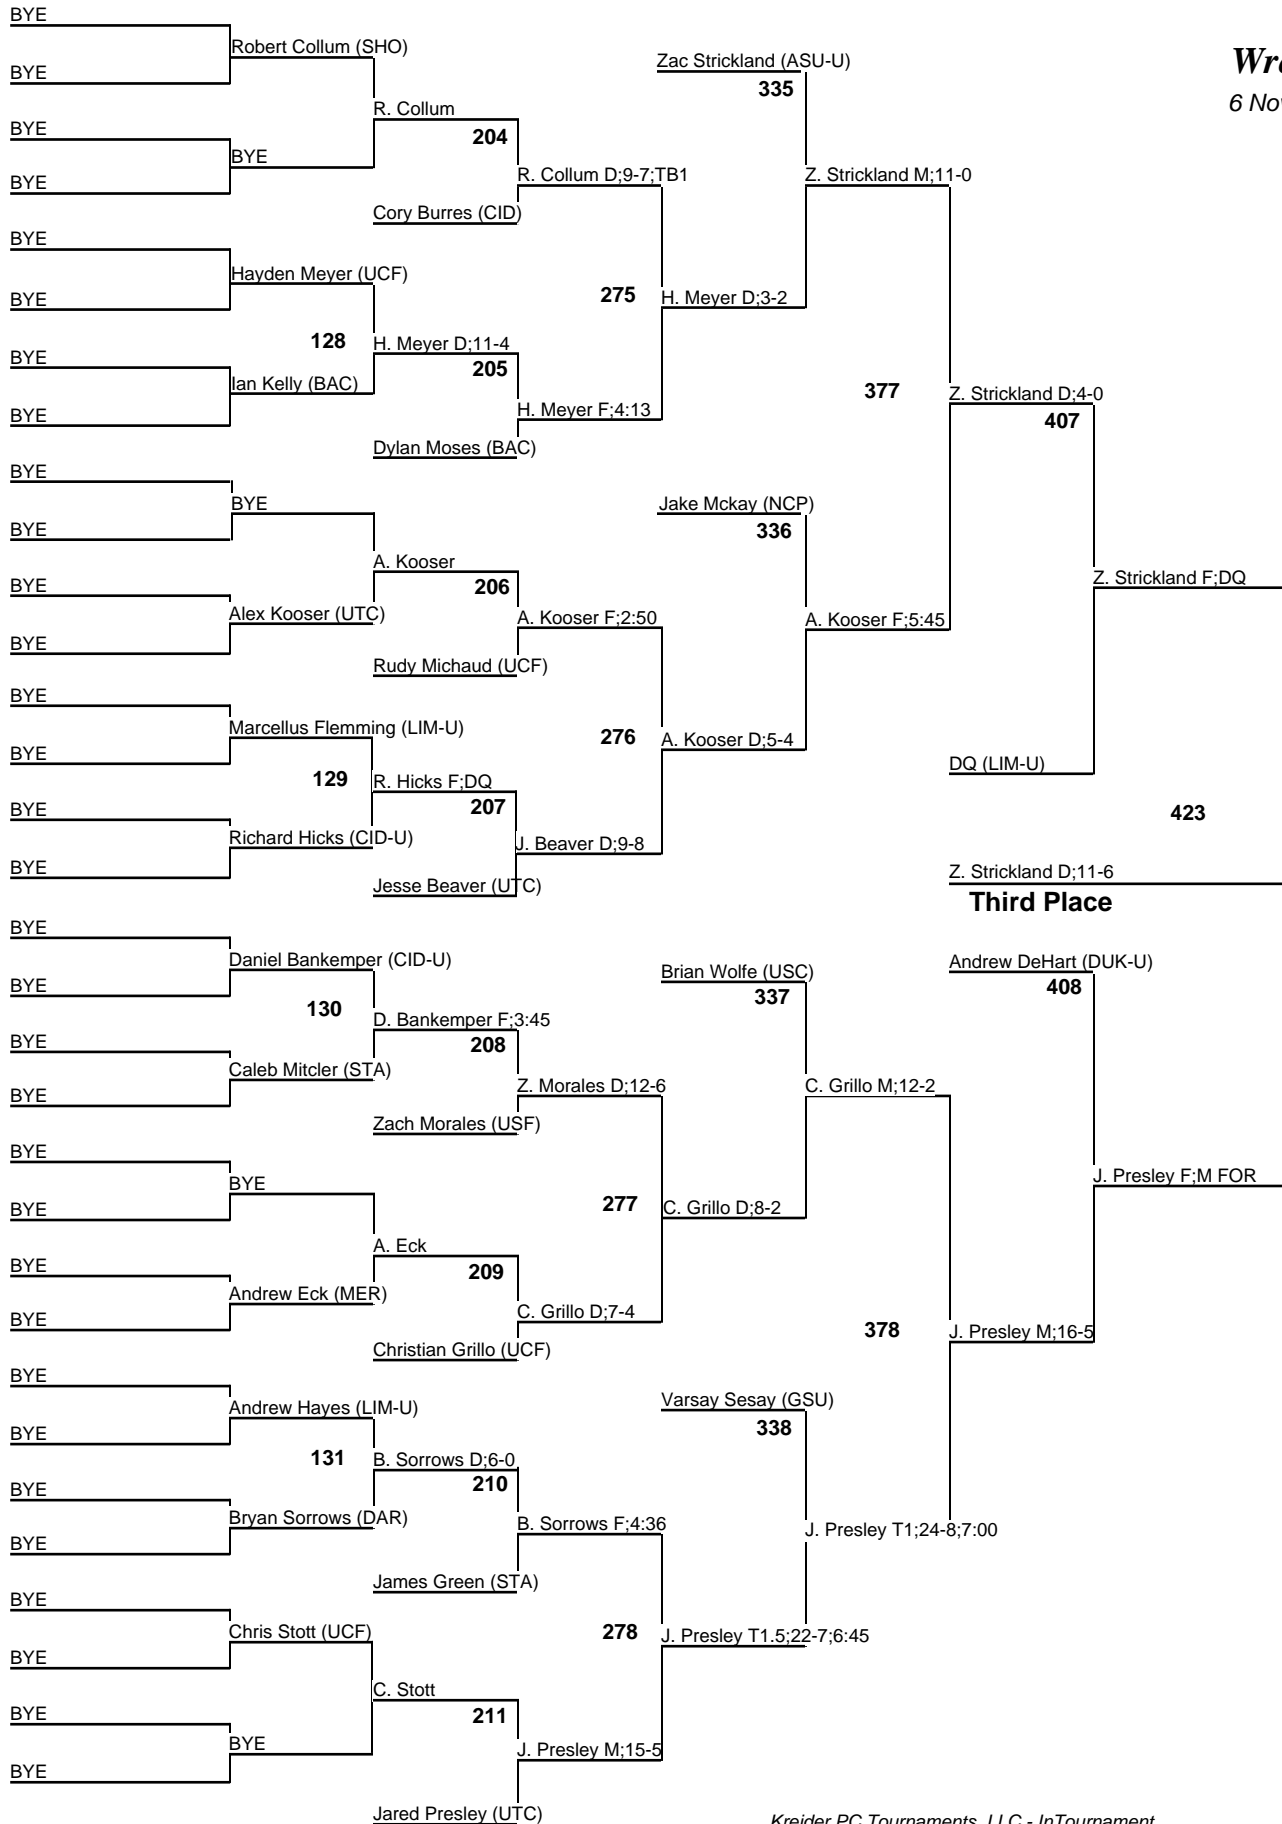 BYE
Robert Collum (SHO)
Zac Strickland (ASU-U)
BYE
335
6 Nov
R. Collum
BYE
204
BYE
R. Collum D;9-7;TB1
Z. Strickland M;11-0
BYE
Cory Burres (CID)
BYE
Hayden Meyer (UCF)
275
H. Meyer D;3-2
BYE
128
H. Meyer D;11-4
BYE
205
Ian Kelly (BAC)
377
Z. Strickland D;4-0
H. Meyer F;4:13
BYE
407
Dylan Moses (BAC)
BYE
BYE
Jake Mckay (NCP)
BYE
336
A. Kooser
BYE
206
Z. Strickland F;DQ
Alex Kooser (UTC)
A. Kooser F;2:50
A. Kooser F;5:45
BYE
Rudy Michaud (UCF)
BYE
Marcellus Flemming (LIM-U)
276
A. Kooser D;5-4
BYE
DQ (LIM-U)
129
R. Hicks F;DQ
BYE
207
423
Richard Hicks (CID-U)
J. Beaver D;9-8
BYE
Z. Strickland D;11-6
Jesse Beaver (UTC)
Third Place
BYE
Daniel Bankemper (CID-U)
Brian Wolfe (USC)
Andrew DeHart (DUK-U)
BYE
337
408
130
D. Bankemper F;3:45
BYE
208
Caleb Mitcler (STA)
BYE
Z. Morales D;12-6
C. Grillo M;12-2
Zach Morales (USF)
BYE
BYE
J. Presley F;M FOR
BYE
277
C. Grillo D;8-2
A. Eck
BYE
209
Andrew Eck (MER)
BYE
C. Grillo D;7-4
378
J. Presley M;16-5
Christian Grillo (UCF)
BYE
Andrew Hayes (LIM-U)
Varsay Sesay (GSU)
BYE
338
131
B. Sorrows D;6-0
BYE
210
Bryan Sorrows (DAR)
B. Sorrows F;4:36
J. Presley T1;24-8;7:00
BYE
James Green (STA)
BYE
Chris Stott (UCF)
278
J. Presley T1.5;22-7;6:45
BYE
C. Stott
BYE
211
BYE
J. Presley M;15-5
BYE
Jared Presley (UTC)
Kreider PC Tournaments, LLC - InTournament